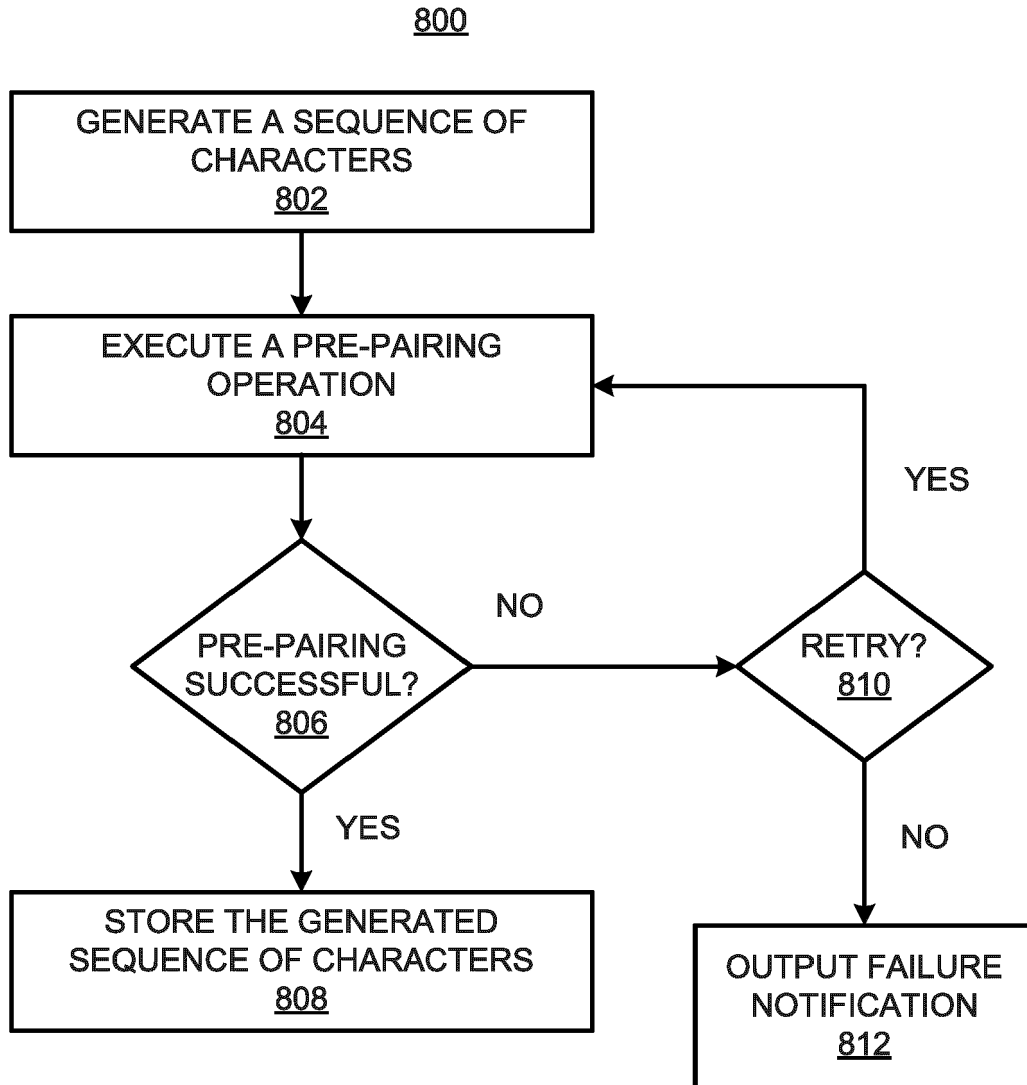 800
GENERATE A SEQUENCE OF
CHARACTERS
802
EXECUTE A PRE-PAIRING
OPERATION
804
YES
NO
PRE-PAIRING
SUCCESSFUL?
806
RETRY?
810
YES
NO
STORE THE GENERATED
SEQUENCE OF CHARACTERS
808
OUTPUT FAILURE
NOTIFICATION
812